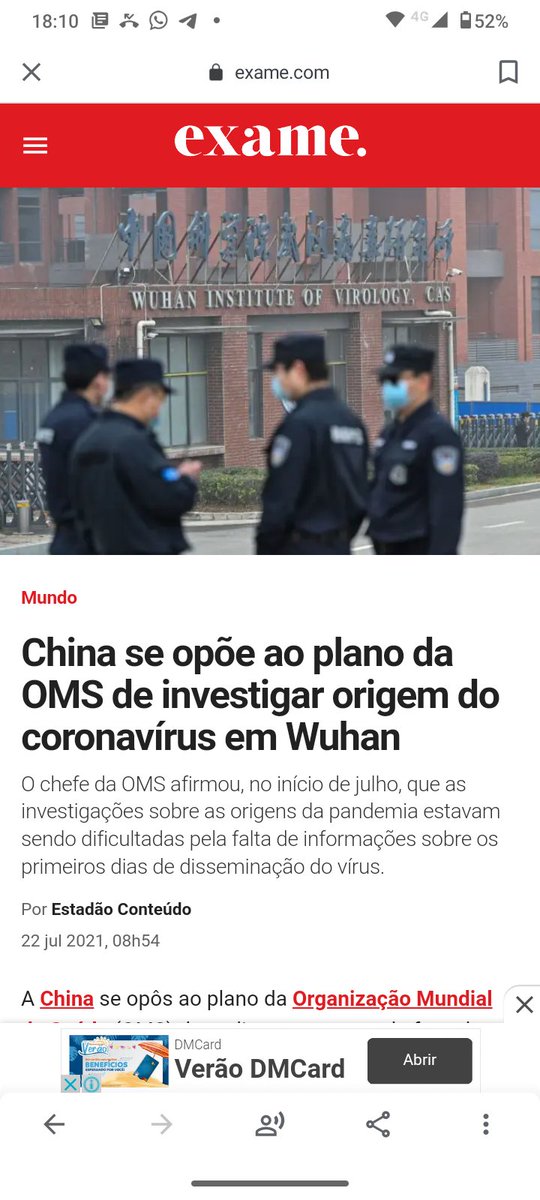 18:10
4G
52%
exame.com
exame.
WUHAN INSTITUTE OF VIROLOGY, CAS
Mundo
China se opõe ao plano da
OMS de investigar origem do
coronavírus em Wuhan
O chefe da OMS afirmou, no início de julho, que as
investigações sobre as origens da pandemia estavam
sendo dificultadas pela falta de informações sobre os
primeiros dias de disseminação do vírus.
Por Estadão Conteúdo
22 jul 2021, 08h54
A China se opôs ao plano da Organização Mundial
Verão
BENEFÍCIOS
DMCard
Verão DMCard
Abrir